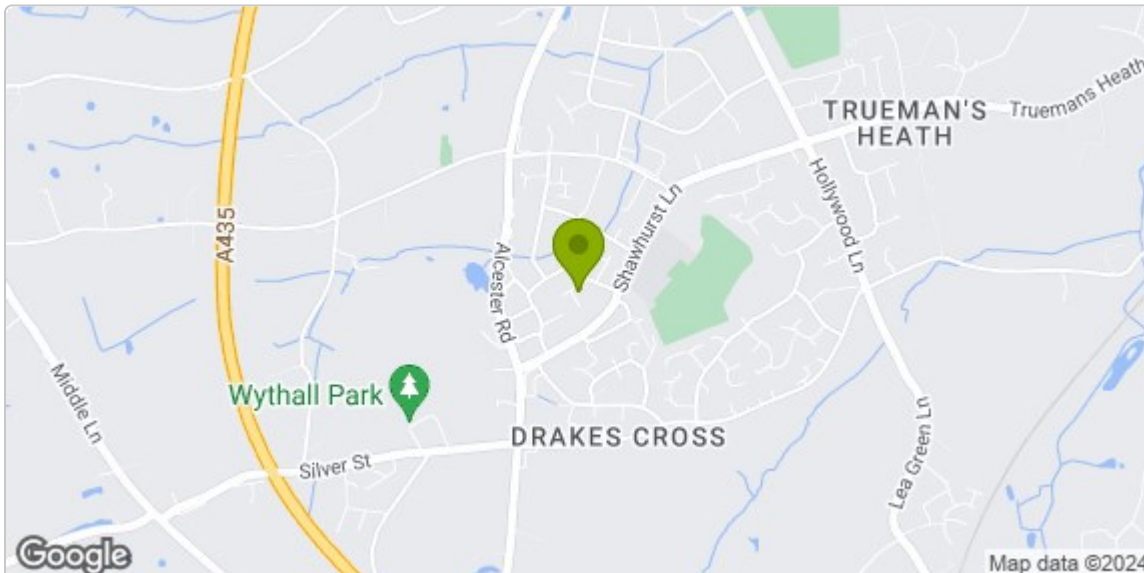 TRUEMAN'S
HEATH
Truemans Heath
Hollywood Ln
Shawhurst Ln
A435
Alcester Rd
Middle Ln
Wythall Park
DRAKES CROSS
Silver St
Lea Green Ln
Google
Map data ©2024